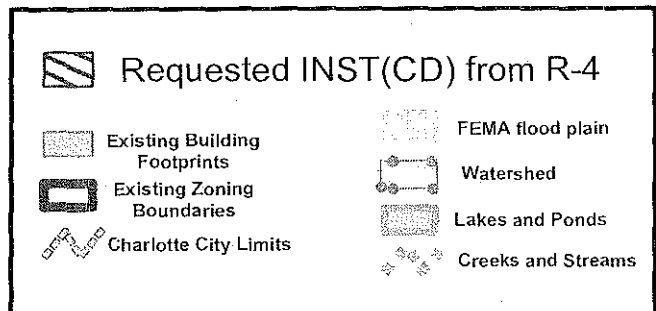 Requested INST(CD) from R-4
Existing Building
Footprints
Existing Zoning
Boundaries
Charlotte City Limits
FEMA flood plain
Watershed
Lakes and Ponds
Creeks and Streams